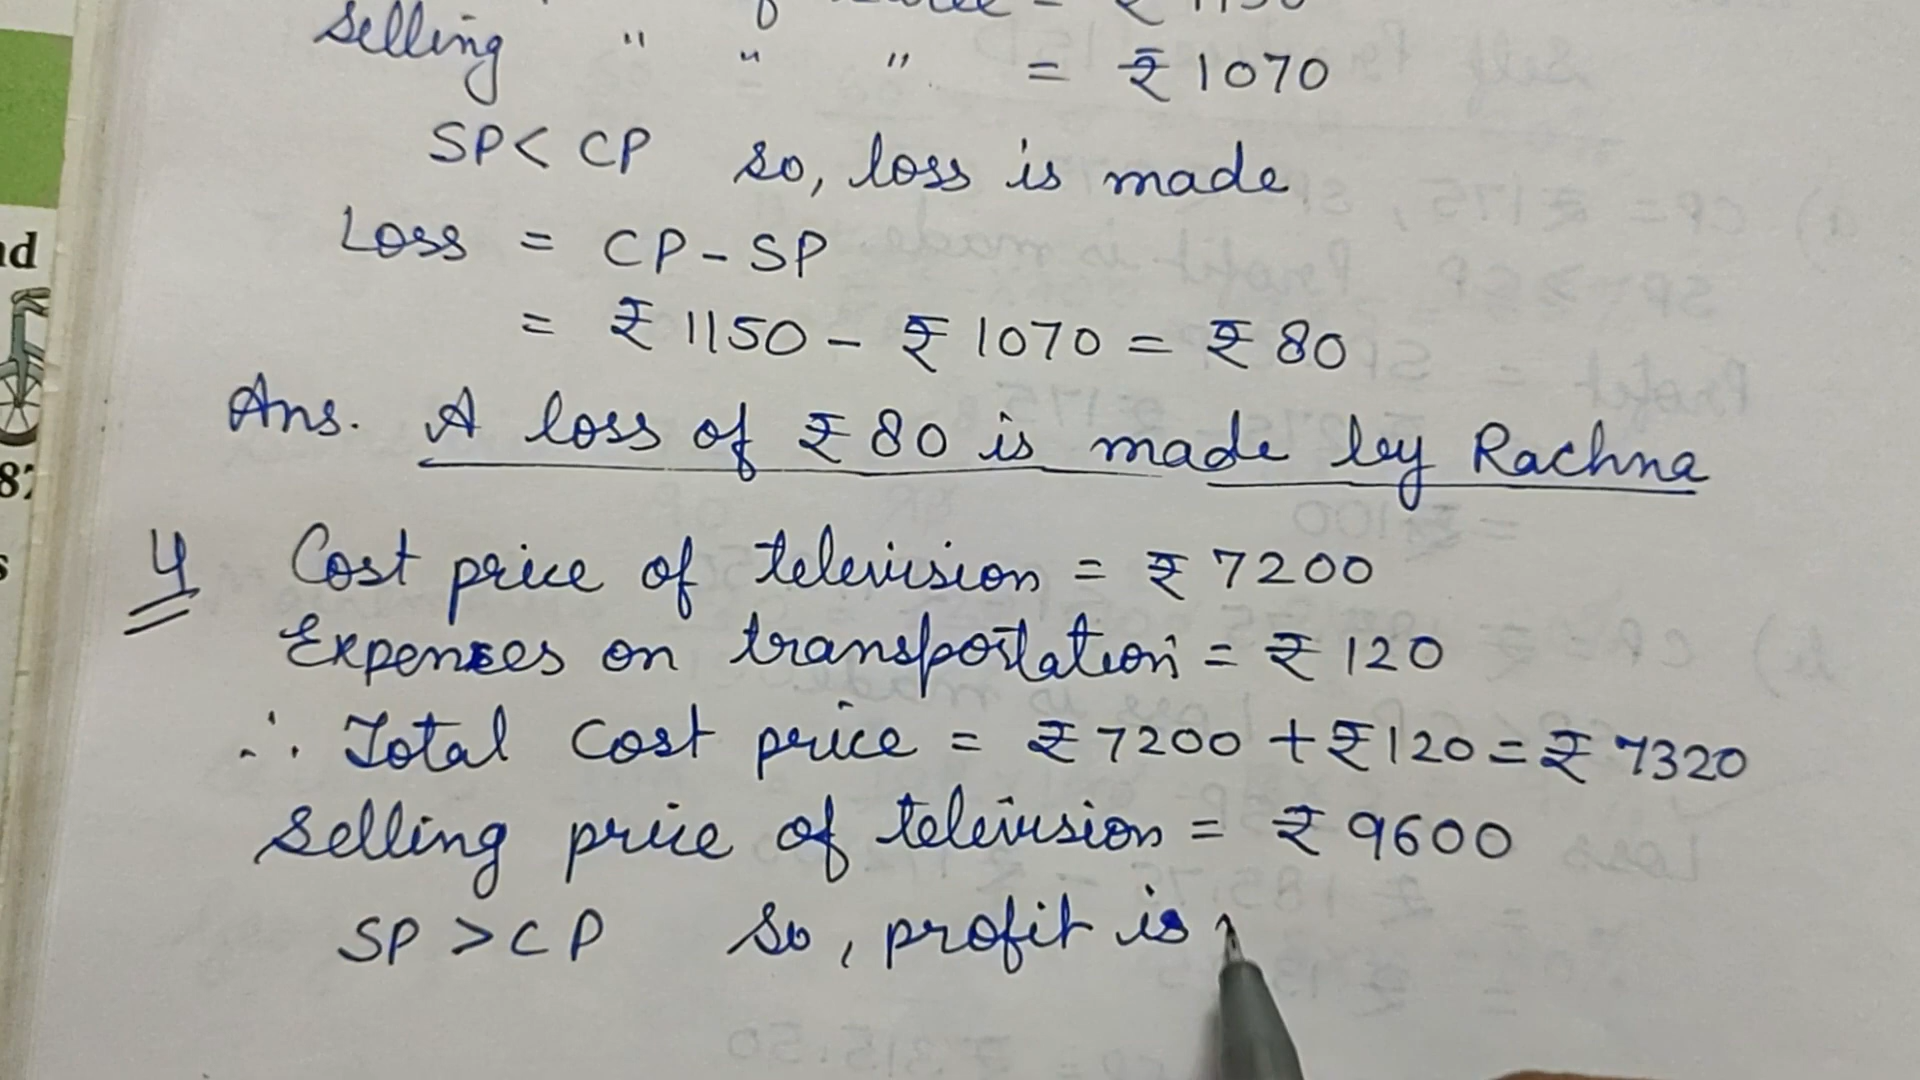 = ₹ 1150
Selling " " " = ₹ 1070
SP < CP so, loss is made
Loss = CP - SP
= ₹ 1150 - ₹ 1070 = ₹ 80
Ans. A loss of ₹ 80 is made by Rachna
4 Cost price of television = ₹ 7200
Expenses on transportation = ₹ 120
∴ Total cost price = ₹ 7200 + ₹ 120 = ₹ 7320
Selling price of television = ₹ 9600
SP > CP So, profit is